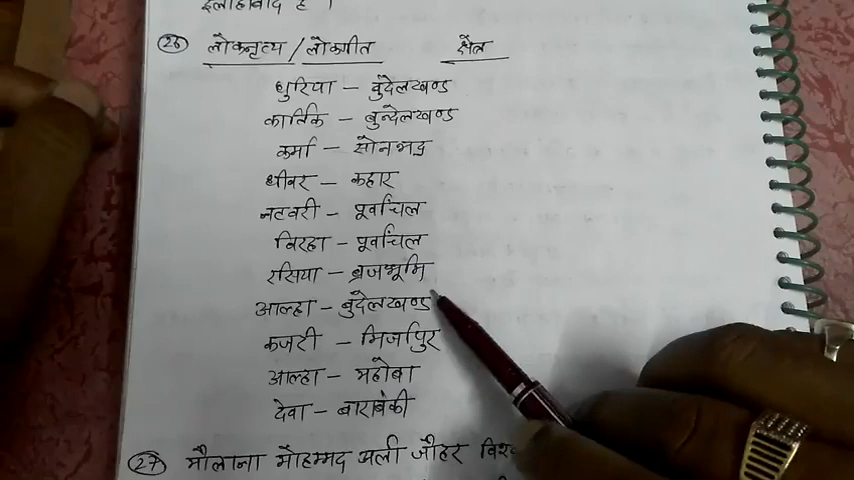 इलाहाबाद है ।
26 लोकनृत्य / लोकगीत क्षेत्र
धुरिया – बुंदेलखण्ड
कार्तिक – बुन्देलखण्ड
कर्मा – सोनभद्र
धीवर – कहार
नटवरी – पूर्वांचल
बिरहा – पूर्वांचल
रसिया – ब्रजभूमि
आल्हा – बुंदेलखण्ड
कजरी – मिर्जापुर
आल्हा – महोबा
देवा – बाराबंकी
27 मौलाना मोहम्मद अली जौहर विश्व